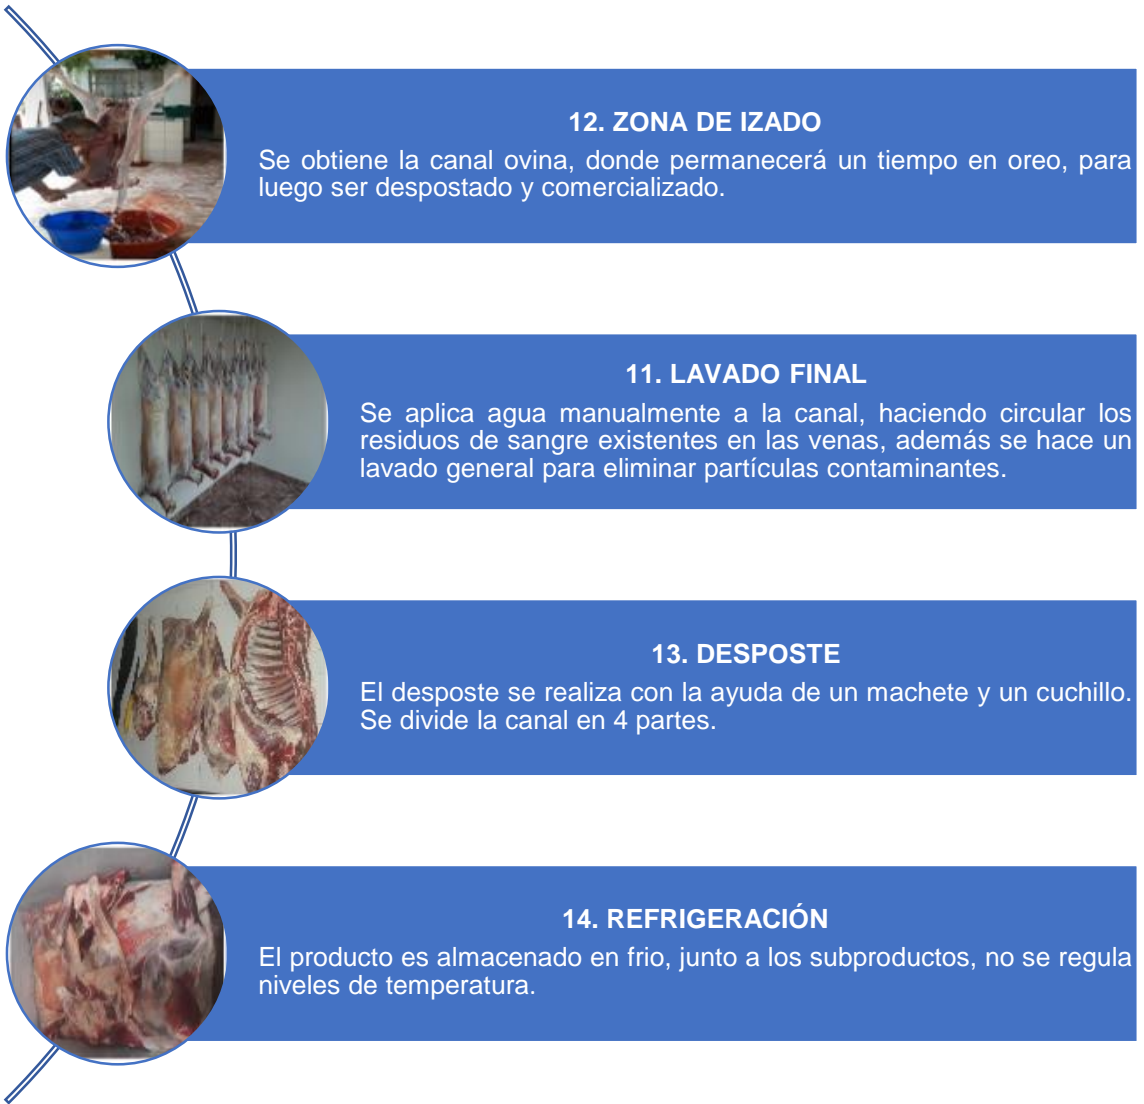 12. ZONA DE IZADO
Se obtiene la canal ovina, donde permanecerá un tiempo en oreo, para
luego ser despostado y comercializado.
11. LAVADO FINAL
Se aplica agua manualmente a la canal, haciendo circular los
residuos de sangre existentes en las venas, además se hace un
lavado general para eliminar partículas contaminantes.
13. DESPOSTE
El desposte se realiza con la ayuda de un machete y un cuchillo.
Se divide la canal en 4 partes.
14. REFRIGERACIÓN
El producto es almacenado en frio, junto a los subproductos, no se regula
niveles de temperatura.